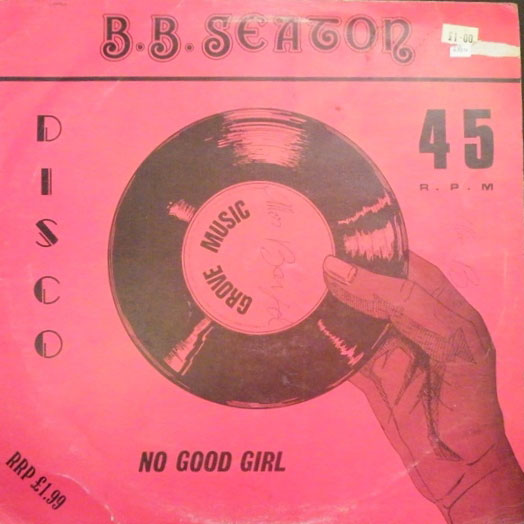 B.B. SEATON
£1-00
DISCO
45
R.P.M
GROVE MUSIC
NO GOOD GIRL
RRP £1.99